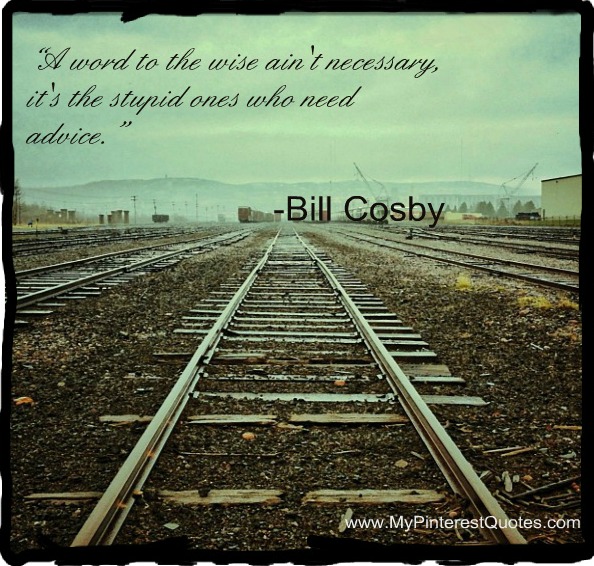 “A word to the wise ain't necessary,
it's the stupid ones who need
advice.”
-Bill Cosby
www.MyPinterestQuotes.com